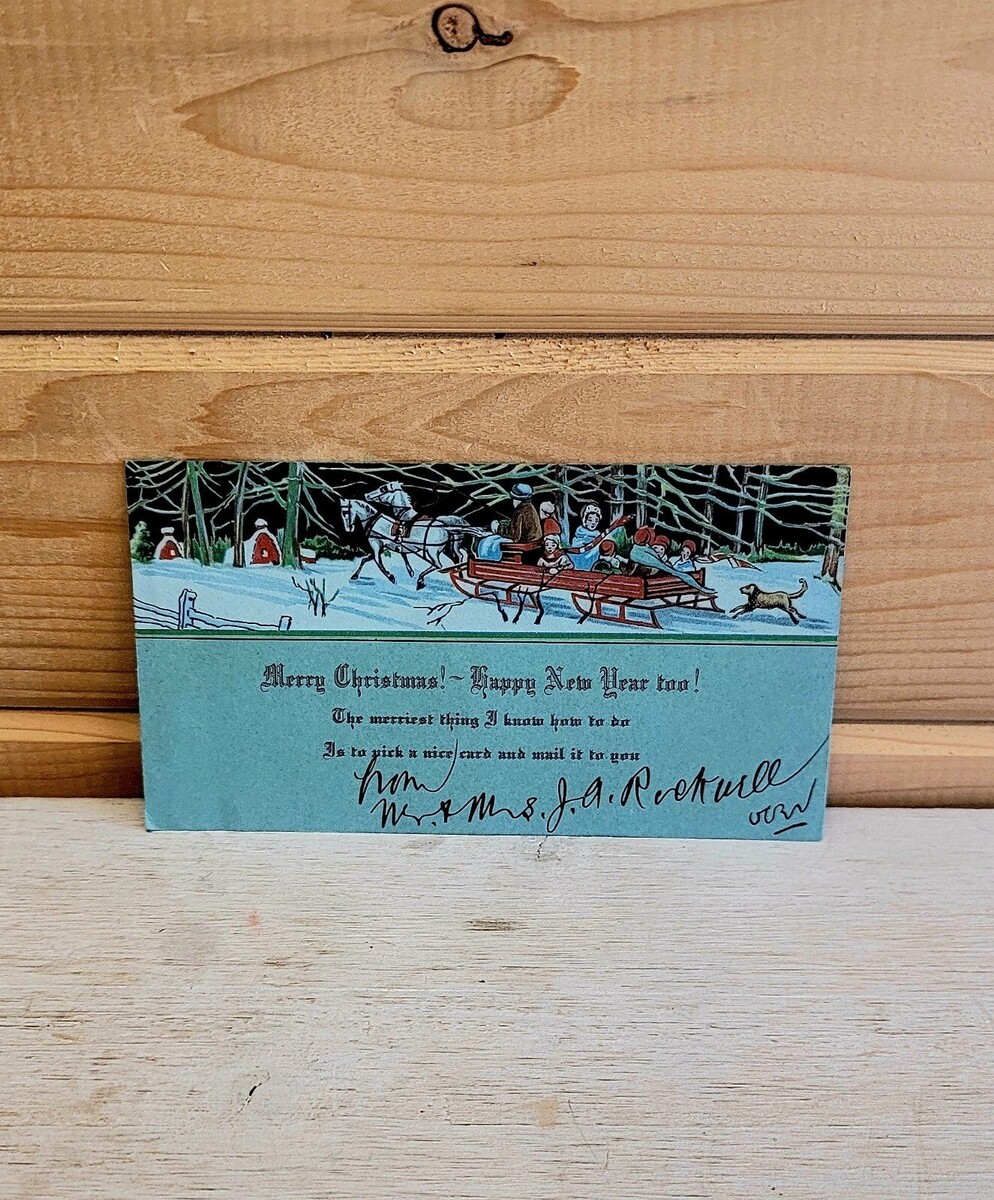 Merry Christmas! ~ Happy New Year too!
The merriest thing I know how to do
Is to pick a nice card and mail it to you
from
Mr. & Mrs. J. A. Rockwell
over